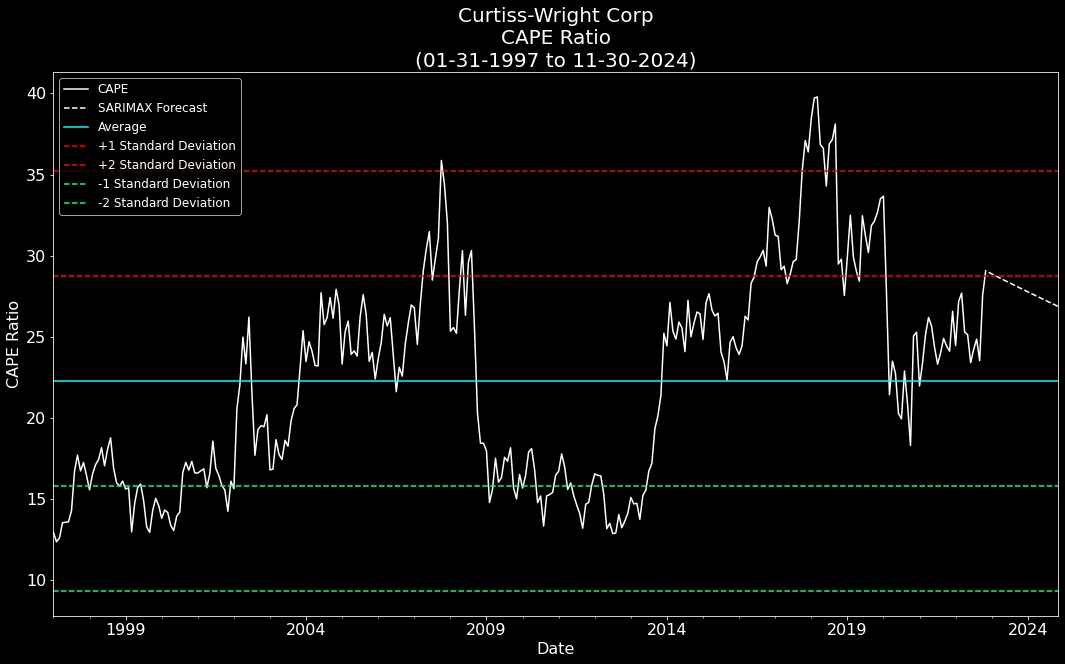 Curtiss-Wright Corp
CAPE Ratio
(01-31-1997 to 11-30-2024)
CAPE
SARIMAX Forecast
Average
+1 Standard Deviation
+2 Standard Deviation
-1 Standard Deviation
-2 Standard Deviation
40
35
30
25
20
15
10
CAPE Ratio
1999
2004
2009
2014
2019
2024
Date